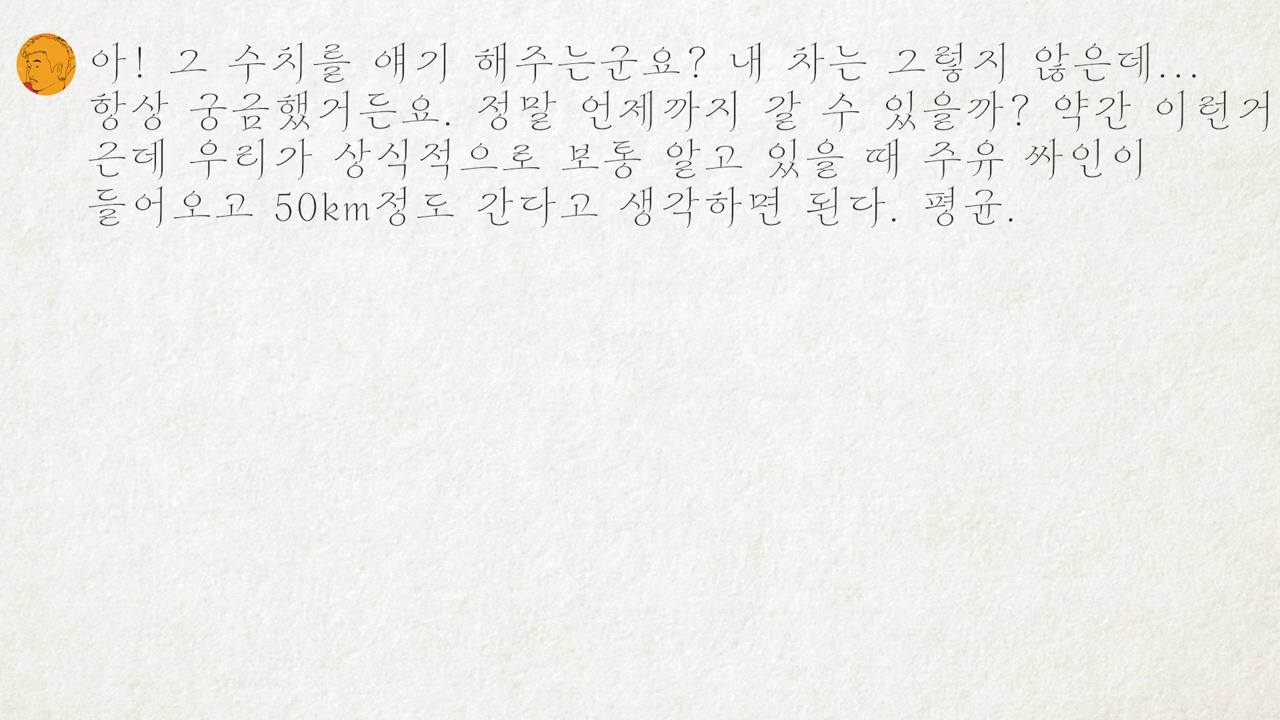 아! 그 수치를 얘기 해주는군요? 내 차는 그렇지 않은데...
항상 궁금했거든요. 정말 언제까지 갈 수 있을까? 약간 이런거
근데 우리가 상식적으로 보통 알고 있을 때 주유 싸인이
들어오고 50km정도 간다고 생각하면 된다. 평균.